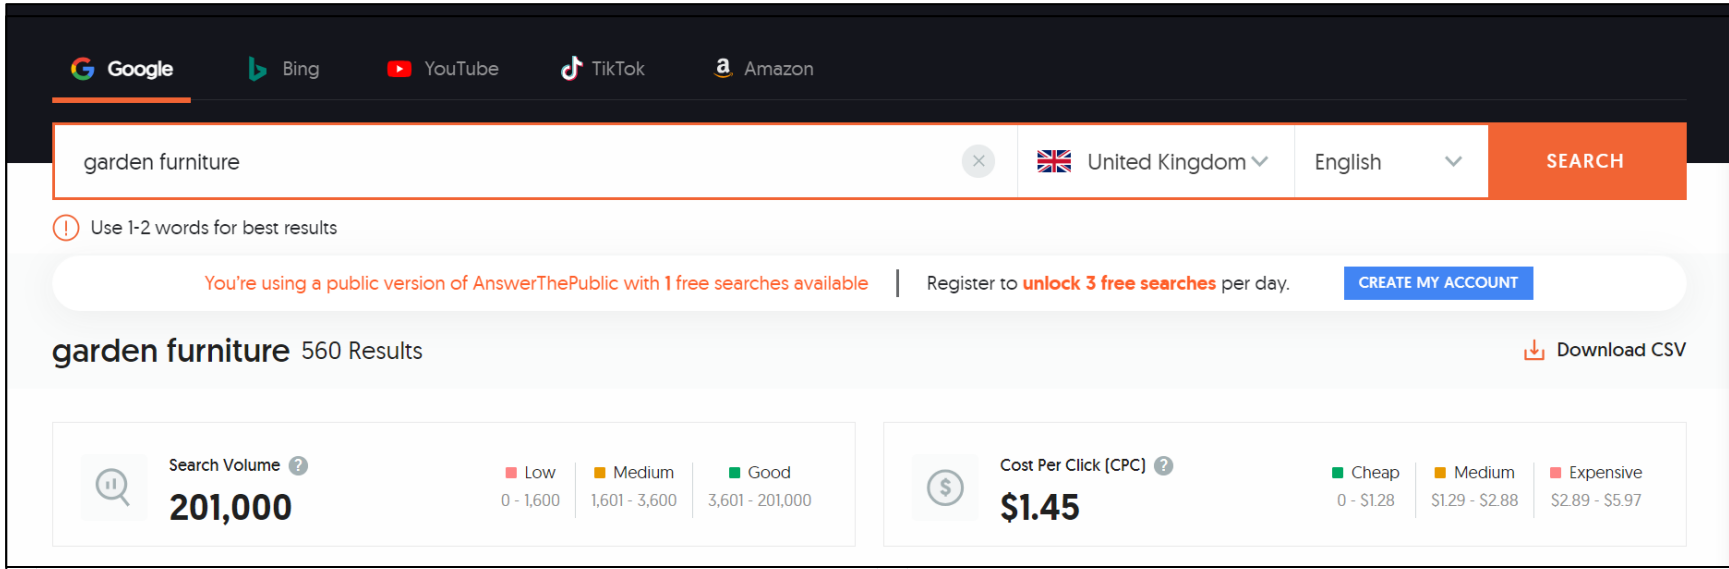 Google Bing YouTube TikTok Amazon
garden furniture United Kingdom English SEARCH
Use 1-2 words for best results
You're using a public version of AnswerThePublic with 1 free searches available Register to unlock 3 free searches per day. CREATE MY ACCOUNT
garden furniture 560 Results Download CSV
Search Volume ?
201,000
Low Medium Good
0 - 1,600 1,601 - 3,600 3,601 - 201,000
Cost Per Click (CPC) ?
$1.45
Cheap Medium Expensive
0 - $1.28 $1.29 - $2.88 $2.89 - $5.97